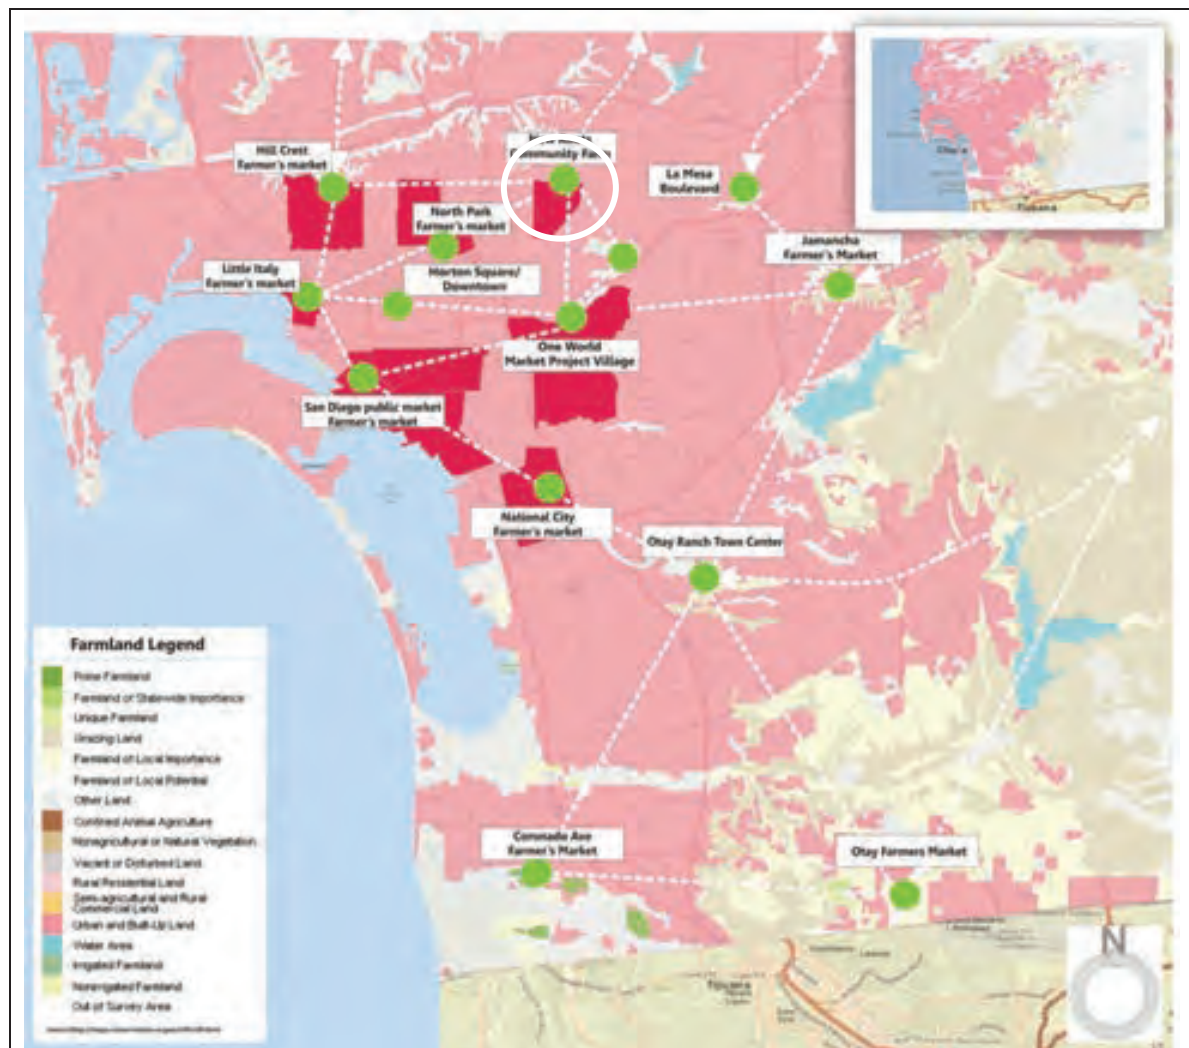 Hill Crest
Farmer's market
Community Farm
La Mesa
Boulevard
North Park
Farmer's market
Jamancha
Farmer's Market
Little Italy
Farmer's market
Horton Square/
Downtown
One World
Market Project Village
San Diego public market
Farmer's market
National City
Farmer's market
Otay Ranch Town Center
Coronado Ave
Farmer's Market
Otay Farmers Market
Tijuana
Tijuana
N
Farmland Legend
Prime Farmland
Farmland of Statewide Importance
Unique Farmland
Grazing Land
Farmland of Local Importance
Farmland of Local Potential
Other Land
Confined Animal Agriculture
Nonagricultural or Natural Vegetation
Vacant or Disturbed Land
Rural Residential Land
Semi-agricultural and Rural
Commercial Land
Urban and Built-Up Land
Water Area
Irrigated Farmland
Nonirrigated Farmland
Out of Survey Area